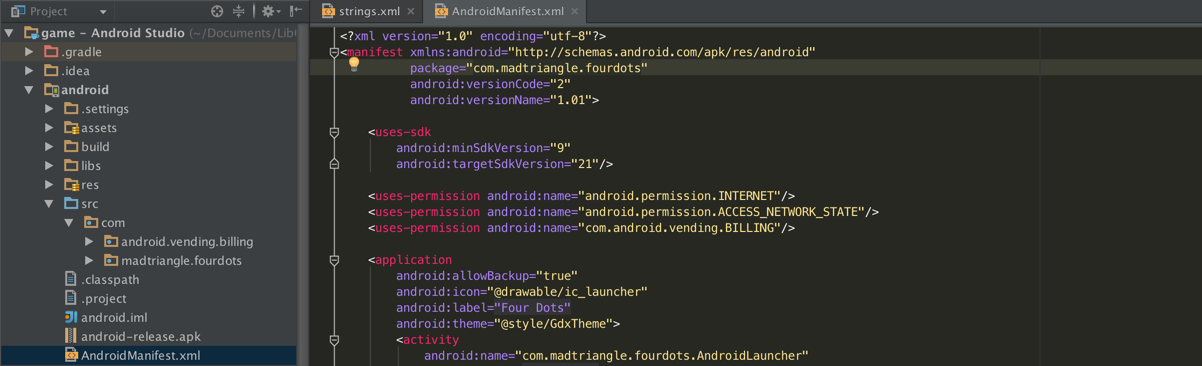 Project
game – Android Studio (~/Documents/Lib
.gradle
.idea
android
.settings
assets
build
libs
res
src
com
android.vending.billing
madtriangle.fourdots
.classpath
.project
android.iml
android-release.apk
AndroidManifest.xml
strings.xml
AndroidManifest.xml
<?xml version="1.0" encoding="utf-8"?>
<manifest xmlns:android="http://schemas.android.com/apk/res/android"
package="com.madtriangle.fourdots"
android:versionCode="2"
android:versionName="1.01">
<uses-sdk
android:minSdkVersion="9"
android:targetSdkVersion="21"/>
<uses-permission android:name="android.permission.INTERNET"/>
<uses-permission android:name="android.permission.ACCESS_NETWORK_STATE"/>
<uses-permission android:name="com.android.vending.BILLING"/>
<application
android:allowBackup="true"
android:icon="@drawable/ic_launcher"
android:label="Four Dots"
android:theme="@style/GdxTheme">
<activity
android:name="com.madtriangle.fourdots.AndroidLauncher"